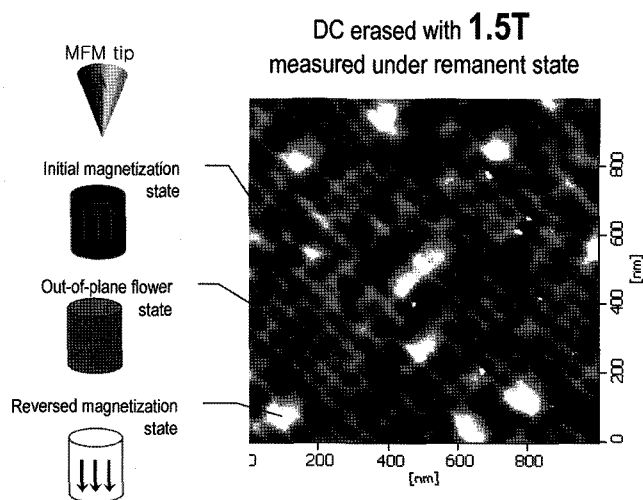 DC erased with 1.5T
measured under remanent state
MFM tip
Initial magnetization
state
Out-of-plane flower
state
Reversed magnetization
state
800
600
400
200
0
[nm]
0
200
400
600
800
[nm]